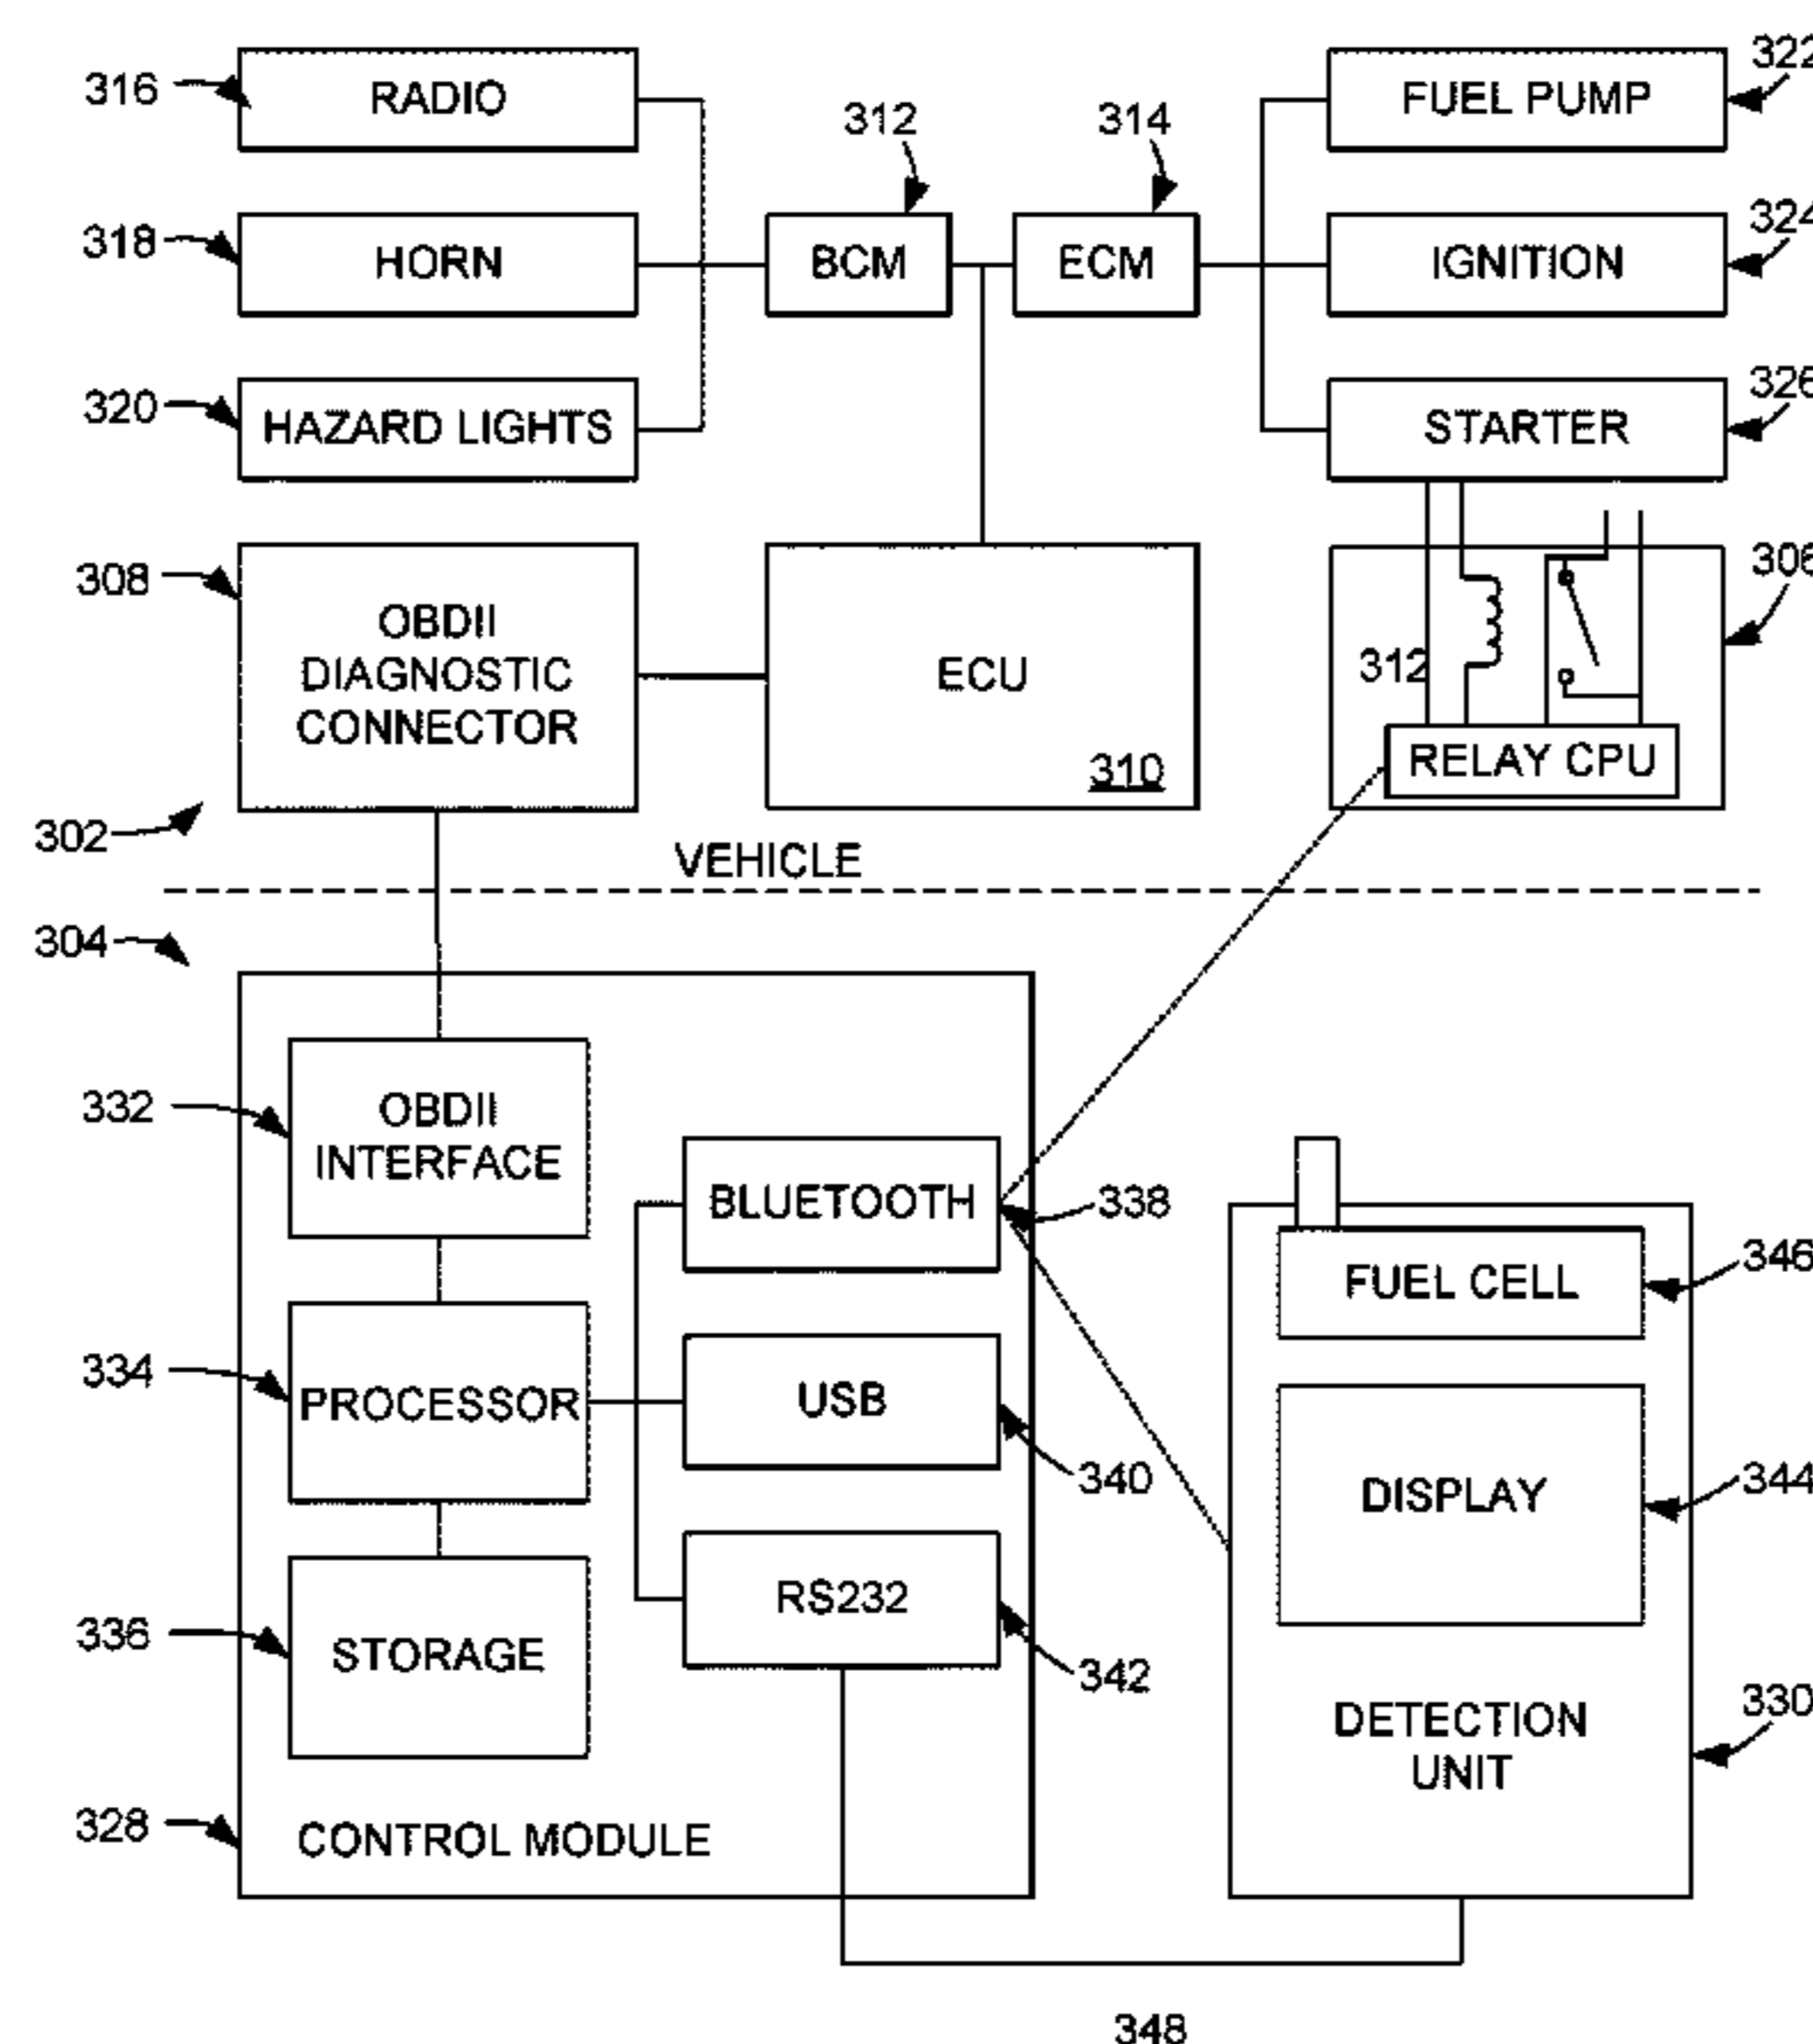 316
RADIO
312
314
FUEL PUMP
322
318
HORN
BCM
ECM
IGNITION
324
320
HAZARD LIGHTS
STARTER
326
308
OBDII
DIAGNOSTIC
CONNECTOR
ECU
310
312
306
RELAY CPU
302
VEHICLE
304
332
OBDII
INTERFACE
BLUETOOTH
338
FUEL CELL
346
334
PROCESSOR
USB
340
DISPLAY
344
336
STORAGE
RS232
342
DETECTION
UNIT
330
328
CONTROL MODULE
348